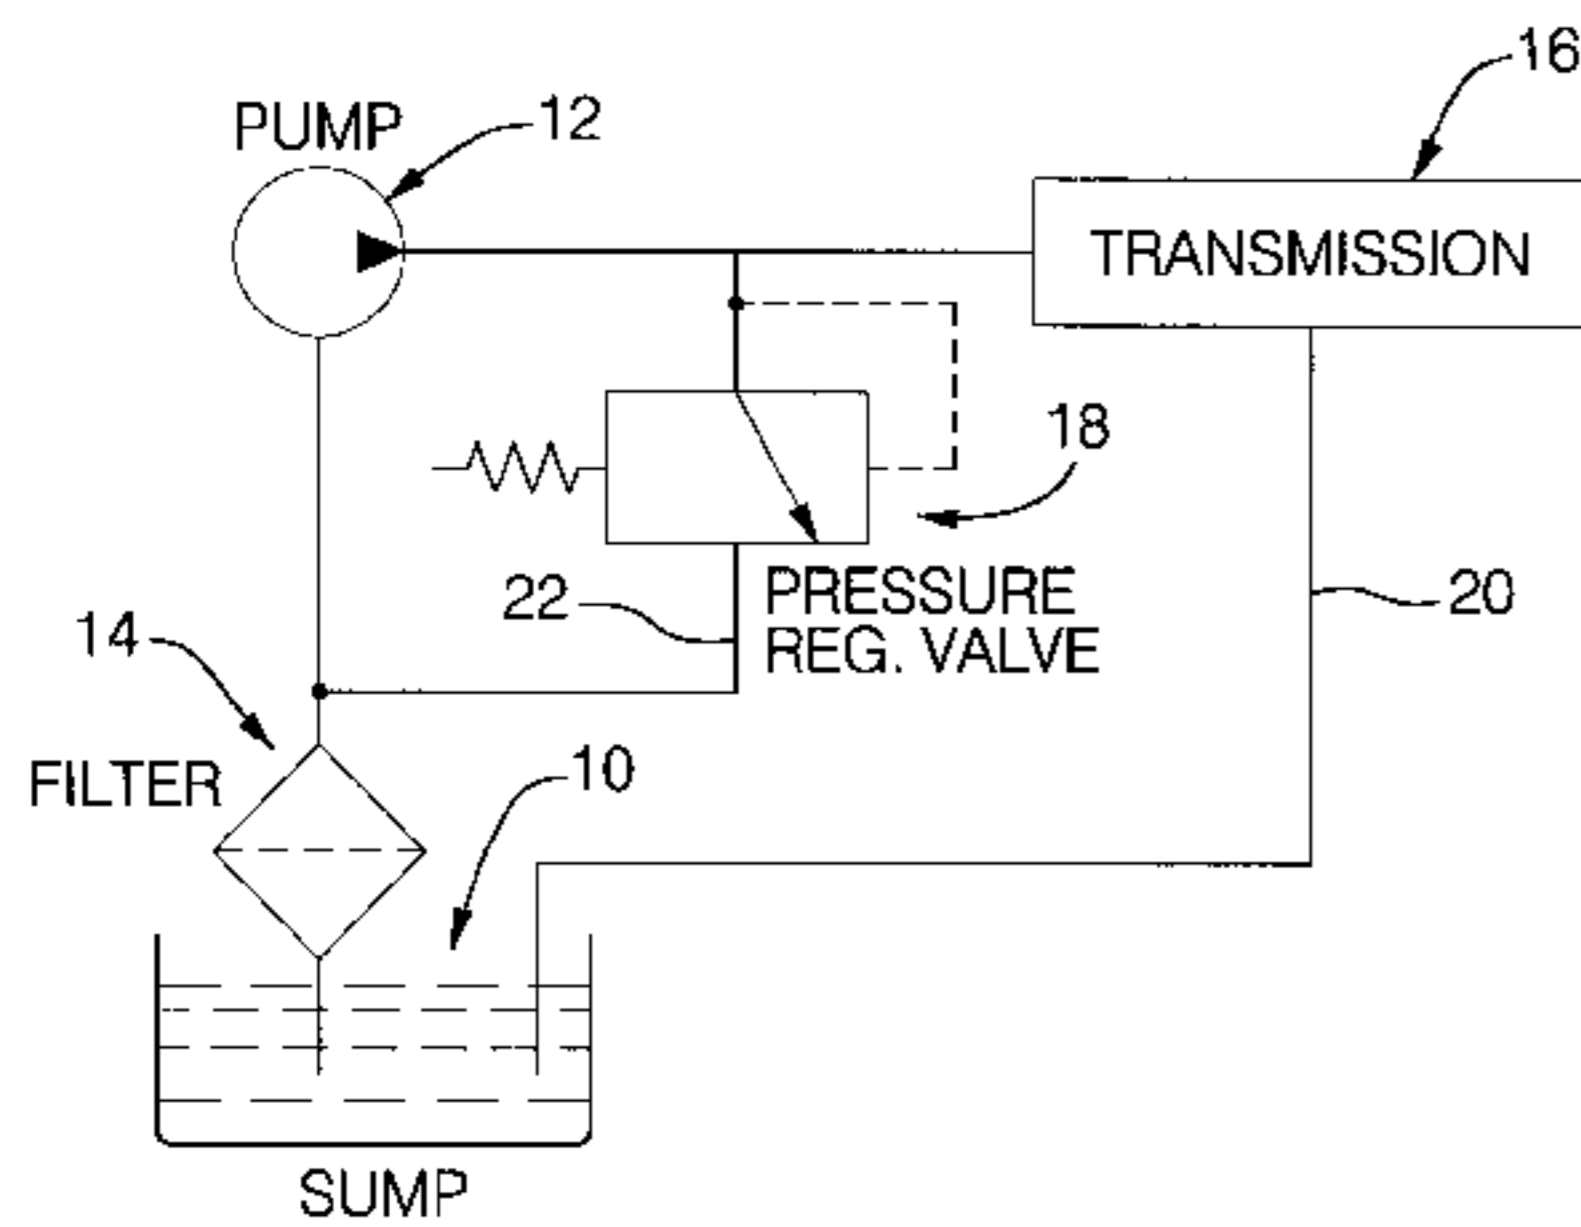 16
PUMP
12
TRANSMISSION
18
22
PRESSURE
REG. VALVE
20
14
FILTER
10
SUMP